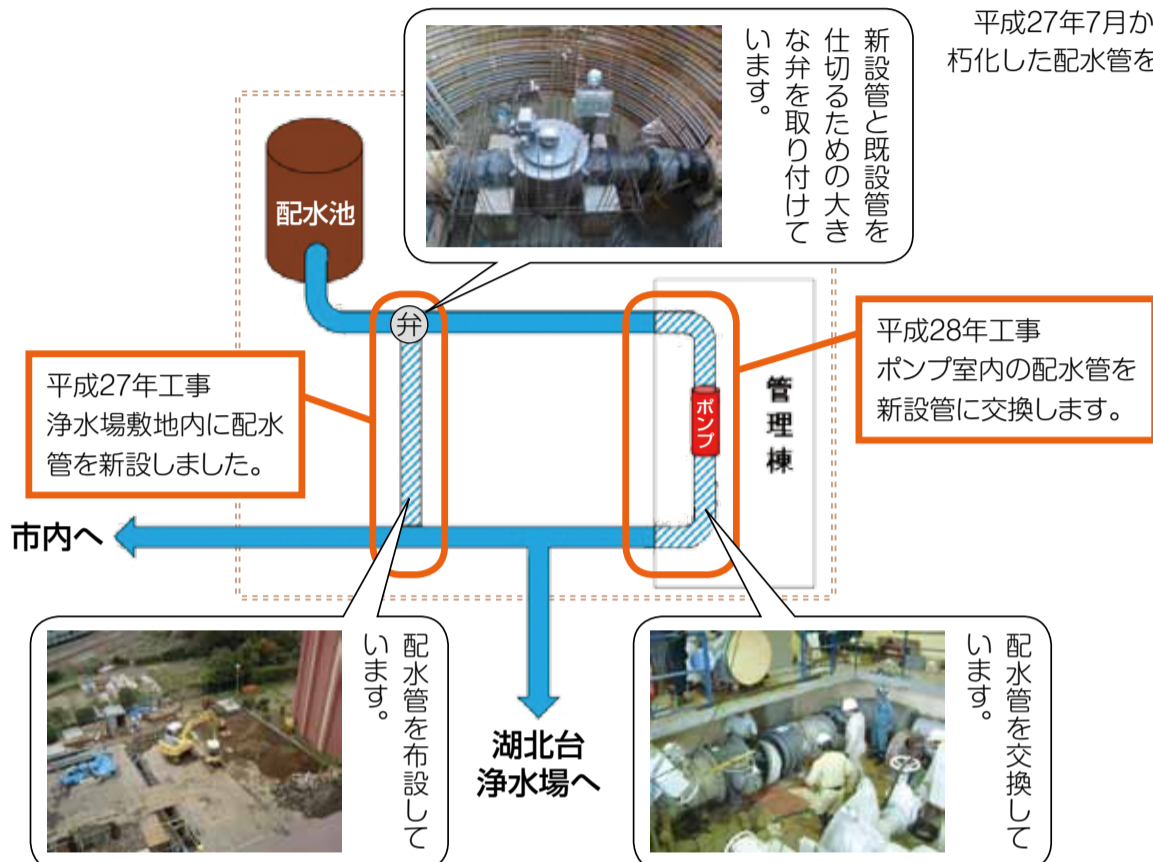 平成27年7月か
朽化した配水管を
新設管と既設管を
仕切るための大き
な弁を取り付けて
います。
配水池
弁
平成27年工事
浄水場敷地内に配水
管を新設しました。
平成28年工事
ポンプ室内の配水管を
新設管に交換します。
ポンプ
管理棟
市内へ
湖北台
浄水場へ
配水管を布設して
います。
配水管を交換して
います。